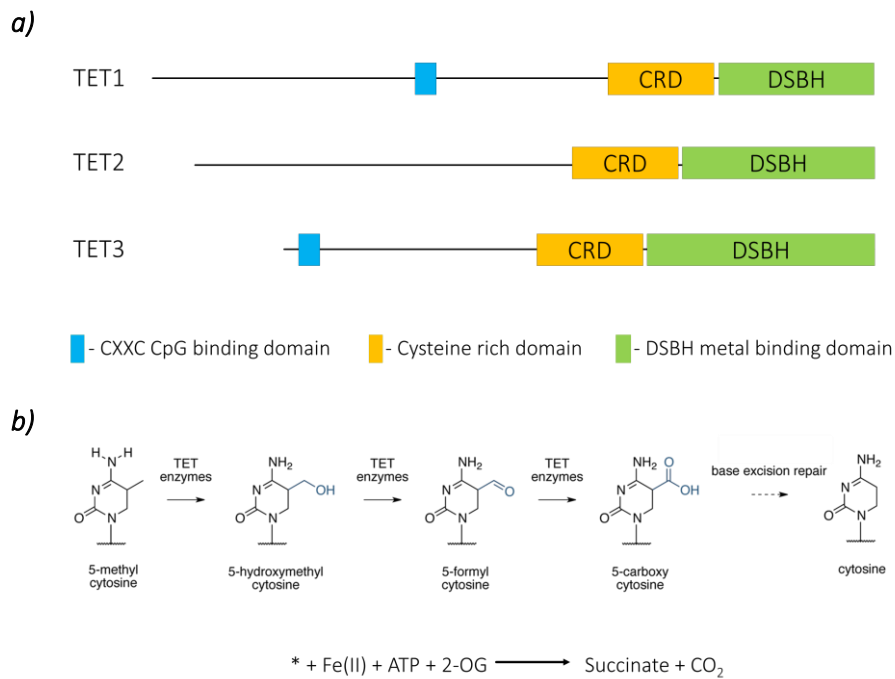 a)
TET1
CRD
DSBH
TET2
CRD
DSBH
TET3
CRD
DSBH
- CXXC CpG binding domain
- Cysteine rich domain
- DSBH metal binding domain
b)
H H
N
N
O
N
5-methyl
cytosine
TET
enzymes
NH₂
N
OH
O
N
5-hydroxymethyl
cytosine
TET
enzymes
NH₂
N
O
O
N
5-formyl
cytosine
TET
enzymes
NH₂
O
N
OH
O
N
5-carboxy
cytosine
base excision repair
NH₂
N
O
N
cytosine
* + Fe(II) + ATP + 2-OG → Succinate + CO₂